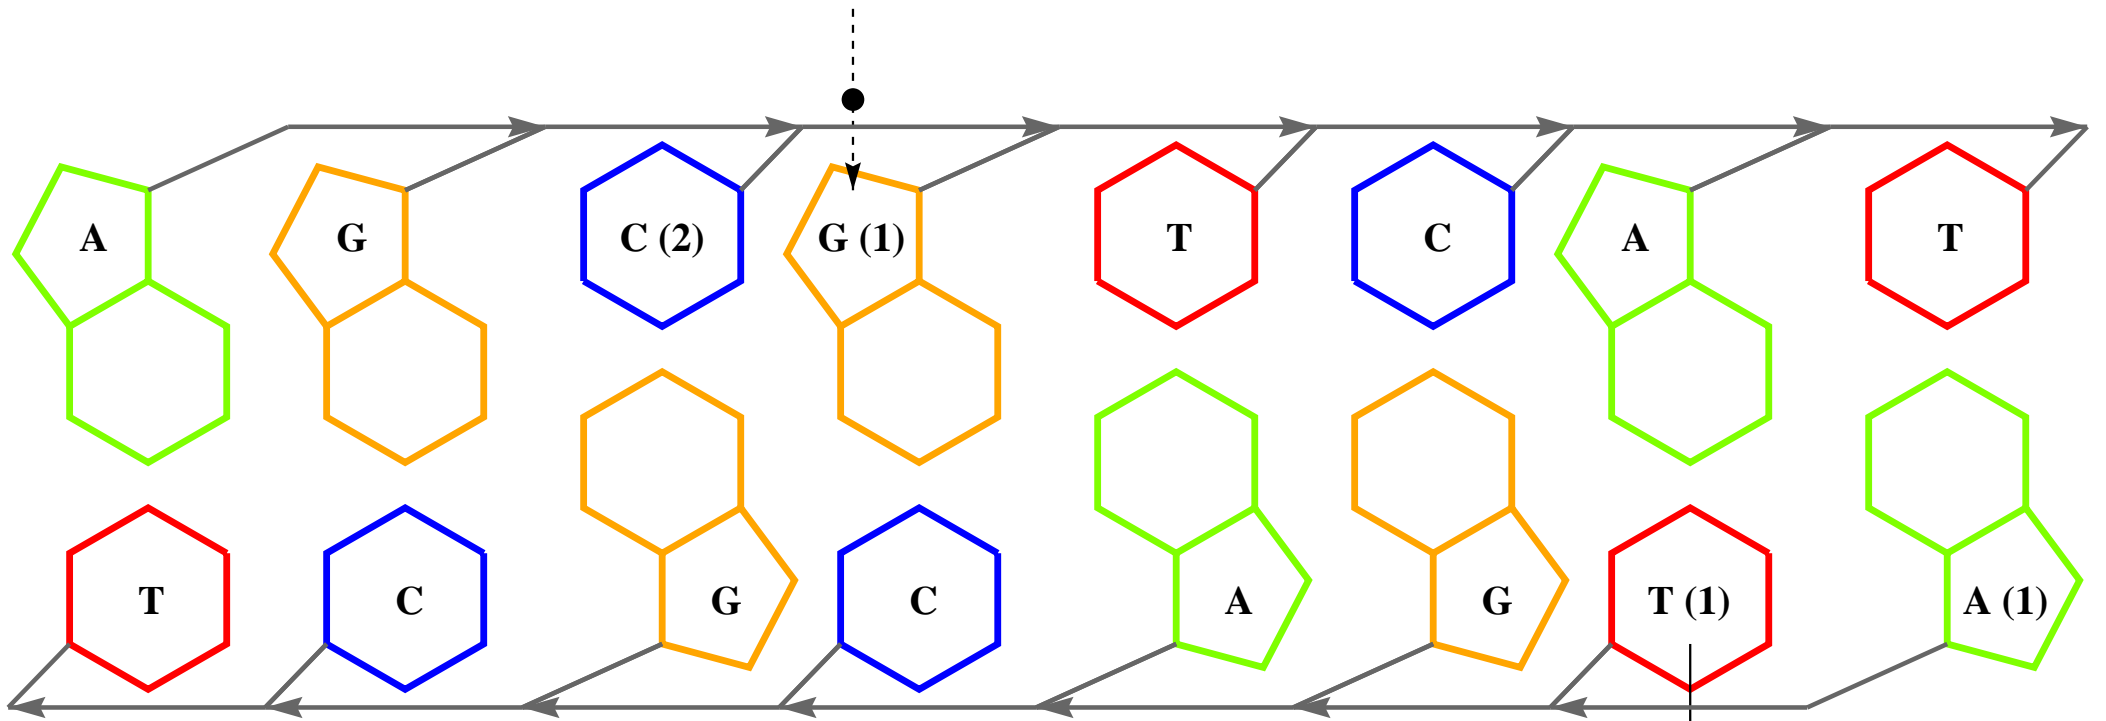 A G C (2) G (1) T C A T
T C G C A G T (1) A (1)